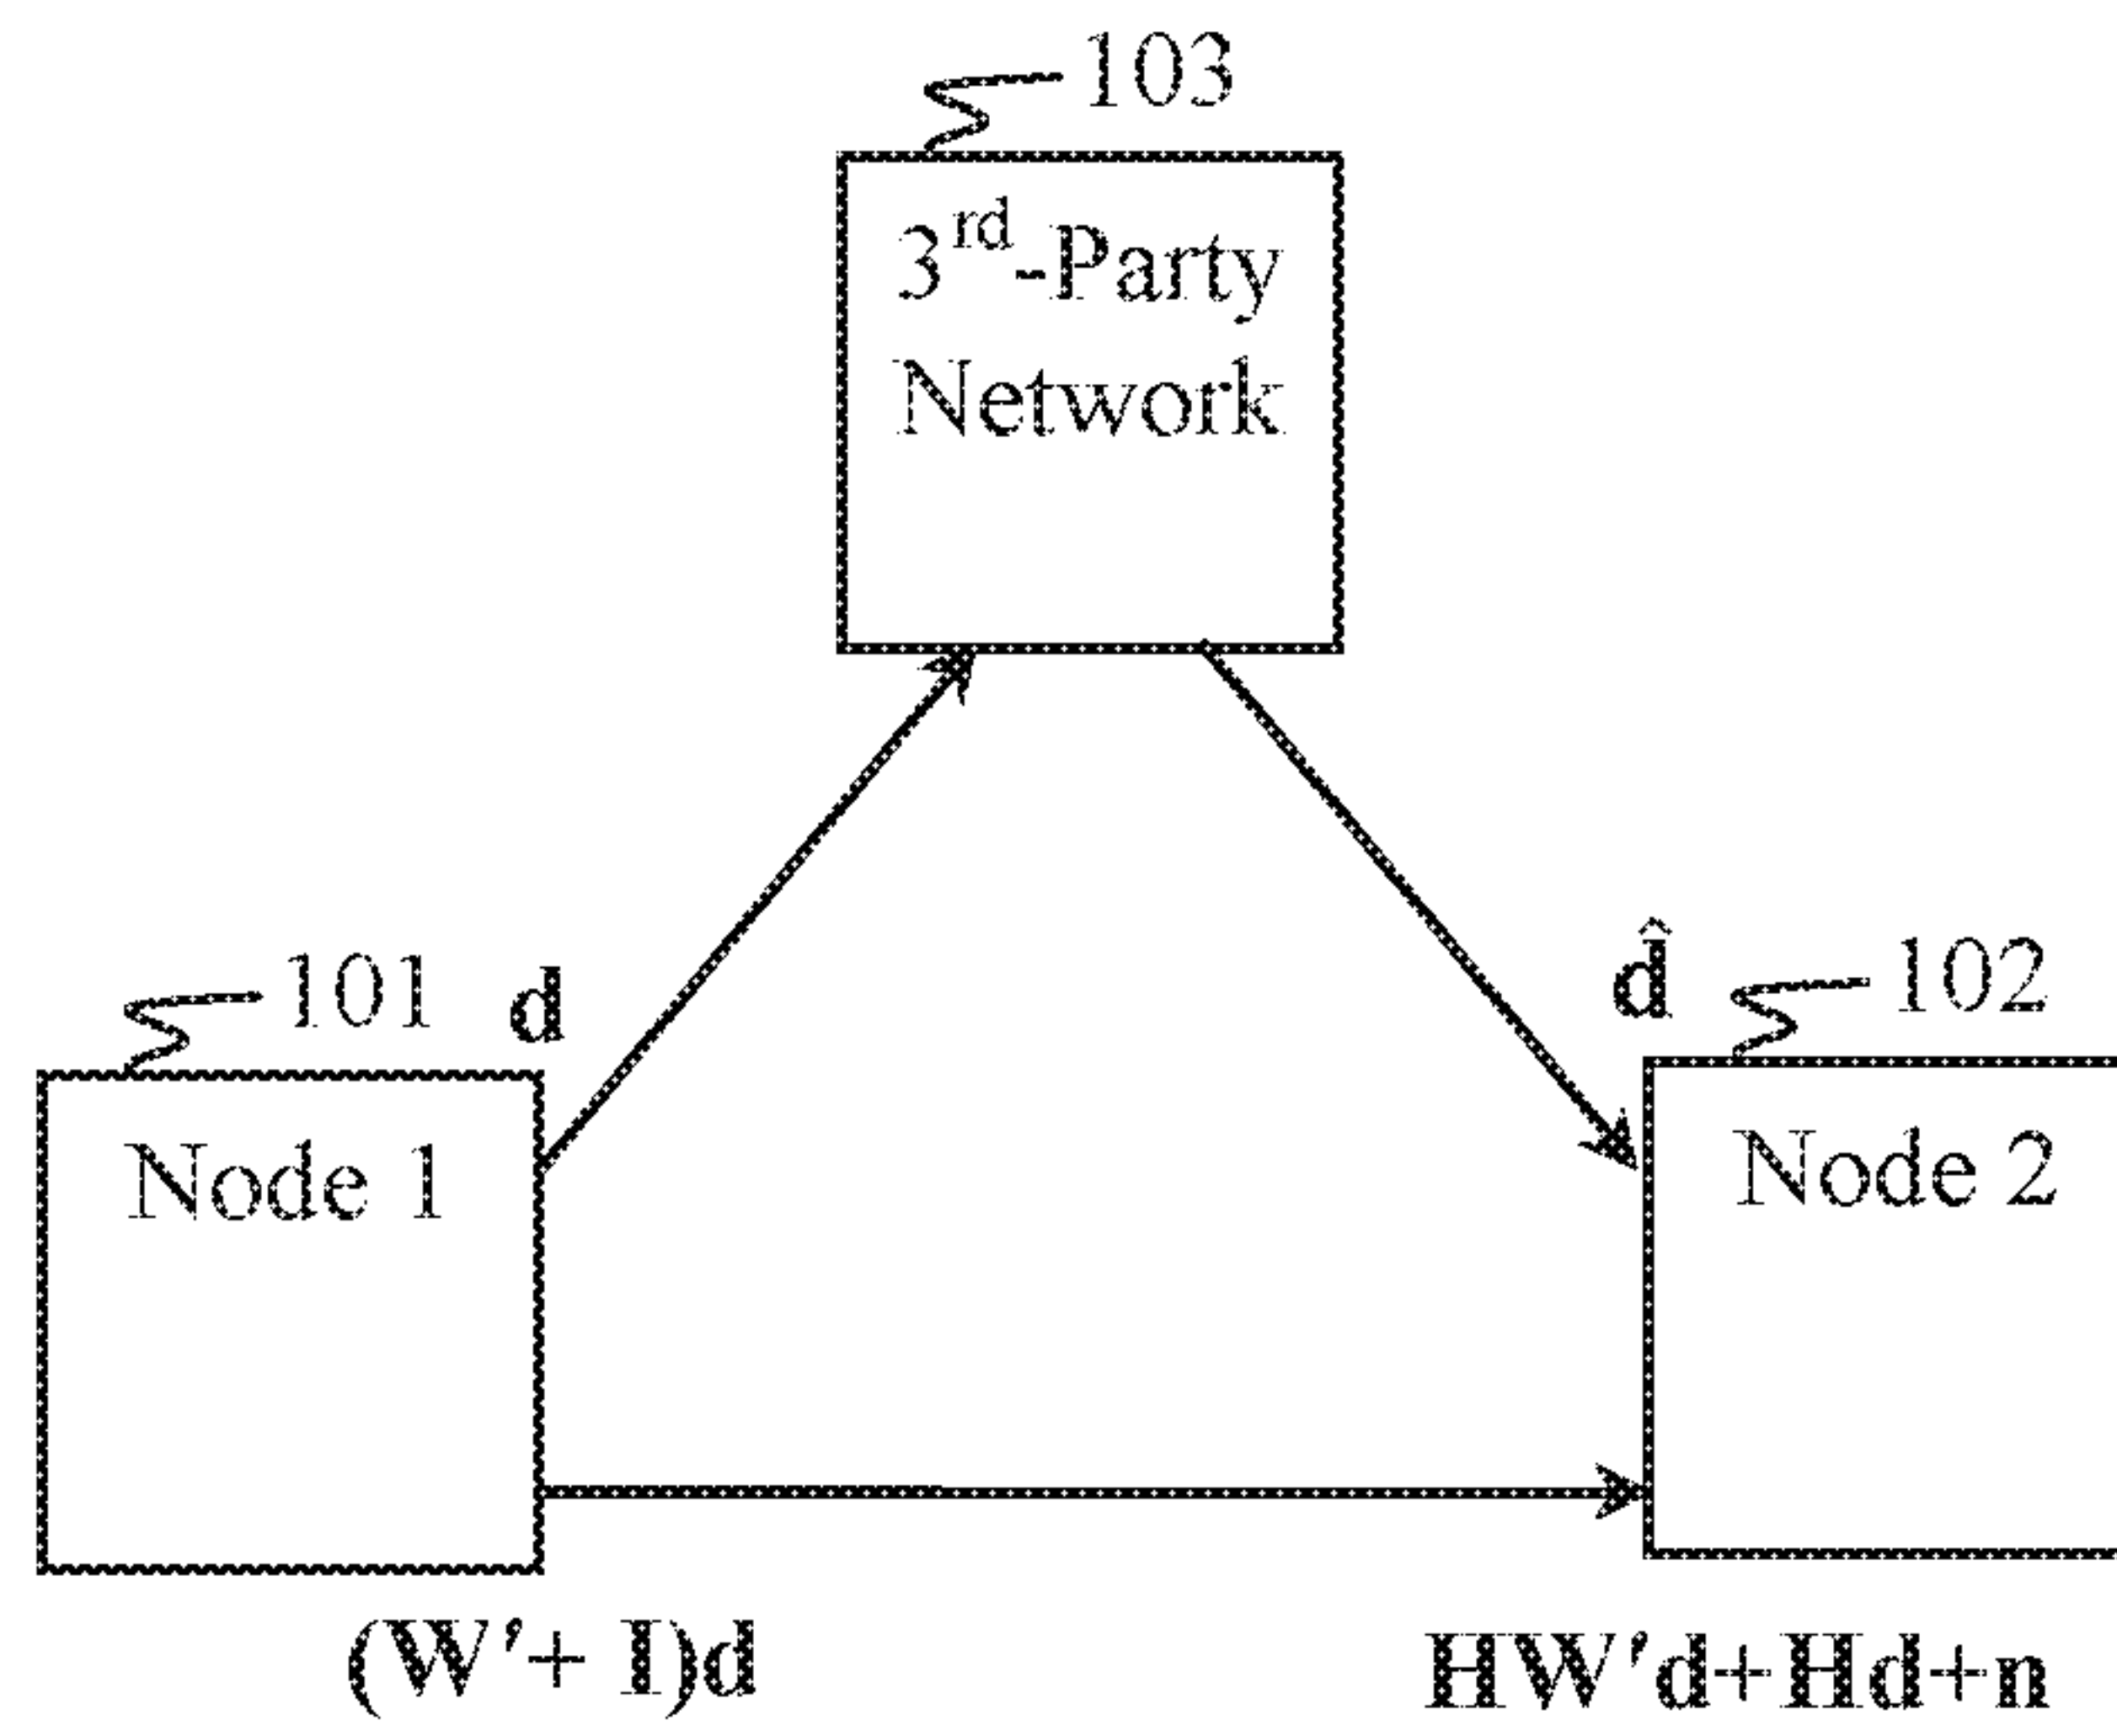 103
3rd-Party
Network
101
d
d̂
102
Node 1
Node 2
(W′+ I)d
HW′d+Hd+n